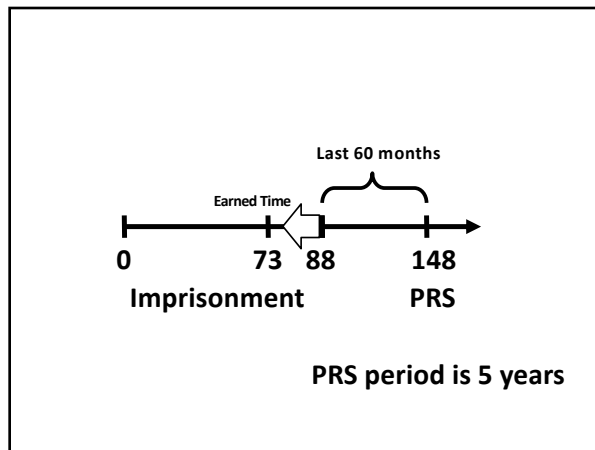 Last 60 months
Earned Time
0 73 88 148
Imprisonment PRS
PRS period is 5 years